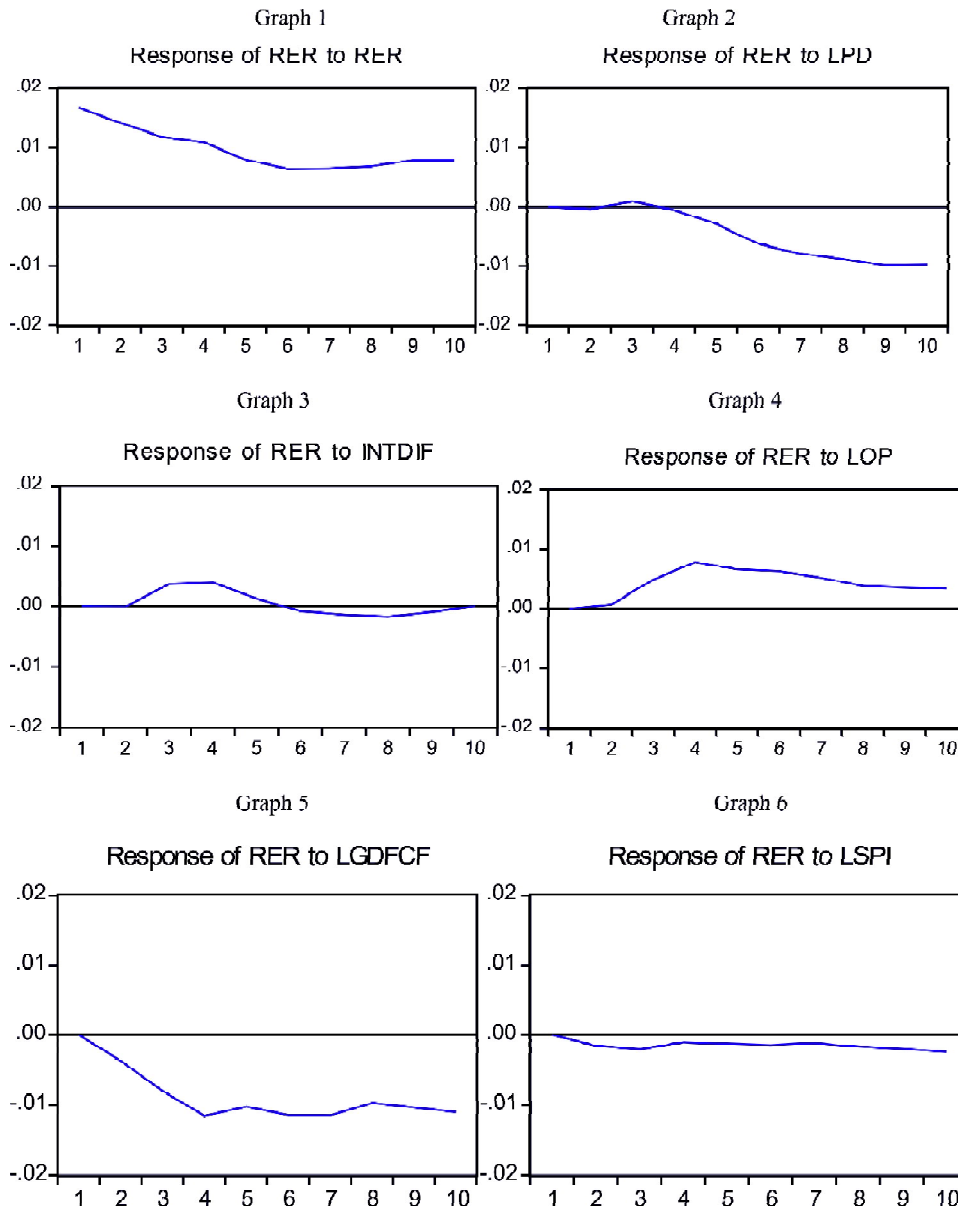 Graph 1
Graph 2
Response of RER to RER
Response of RER to LPD
.02
.01
.00
-.01
-.02
1 2 3 4 5 6 7 8 9 10
.02
.01
.00
-.01
-.02
1 2 3 4 5 6 7 8 9 10
Graph 3
Graph 4
Response of RER to INTDIF
Response of RER to LOP
.02
.01
.00
-.01
-.02
1 2 3 4 5 6 7 8 9 10
.02
.01
.00
-.01
-.02
1 2 3 4 5 6 7 8 9 10
Graph 5
Graph 6
Response of RER to LGDFCF
Response of RER to LSPI
.02
.01
.00
-.01
-.02
1 2 3 4 5 6 7 8 9 10
.02
.01
.00
-.01
-.02
1 2 3 4 5 6 7 8 9 10